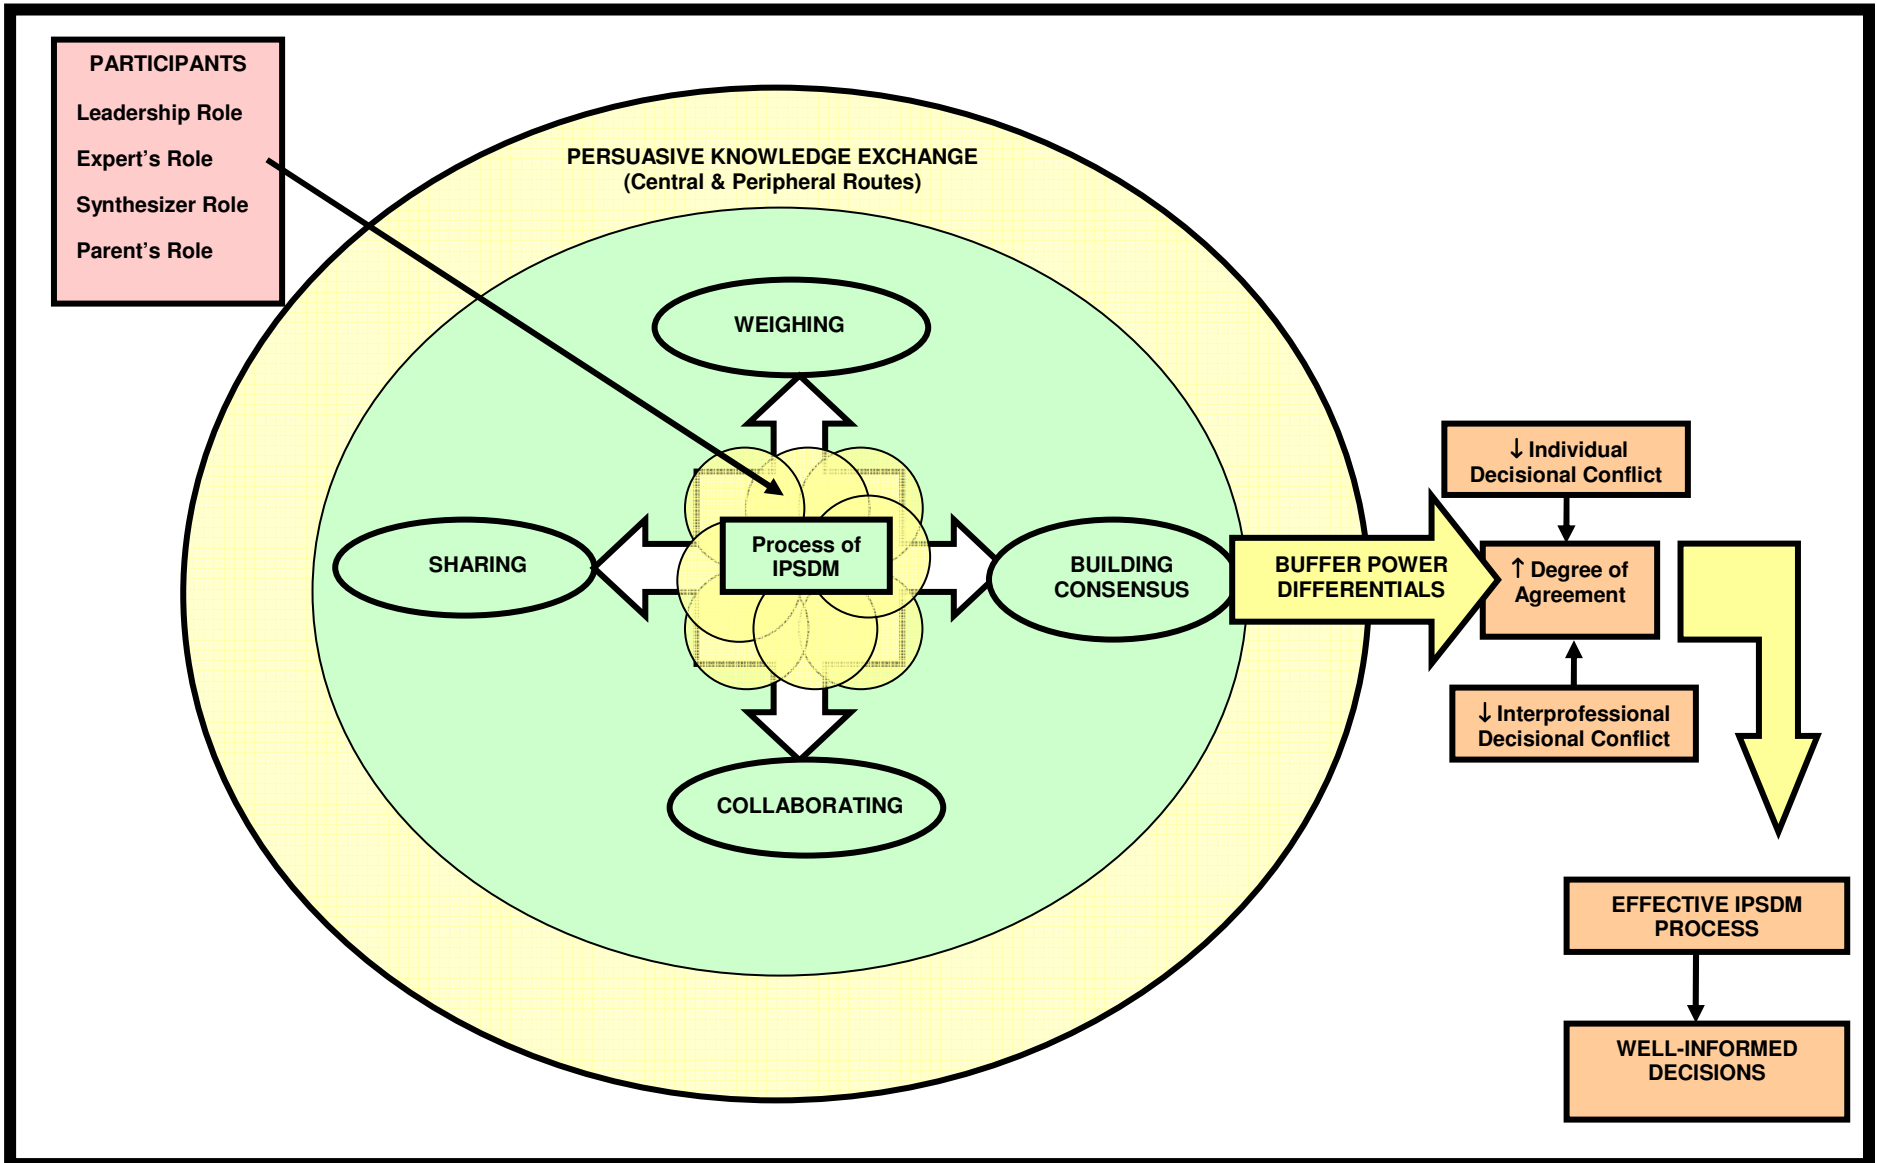 PARTICIPANTS
Leadership Role
Expert’s Role
Synthesizer Role
Parent’s Role
PERSUASIVE KNOWLEDGE EXCHANGE
(Central & Peripheral Routes)
WEIGHING
SHARING
Process of
IPSDM
BUILDING
CONSENSUS
COLLABORATING
BUFFER POWER
DIFFERENTIALS
↓ Individual
Decisional Conflict
↑ Degree of
Agreement
↓ Interprofessional
Decisional Conflict
EFFECTIVE IPSDM
PROCESS
WELL-INFORMED
DECISIONS